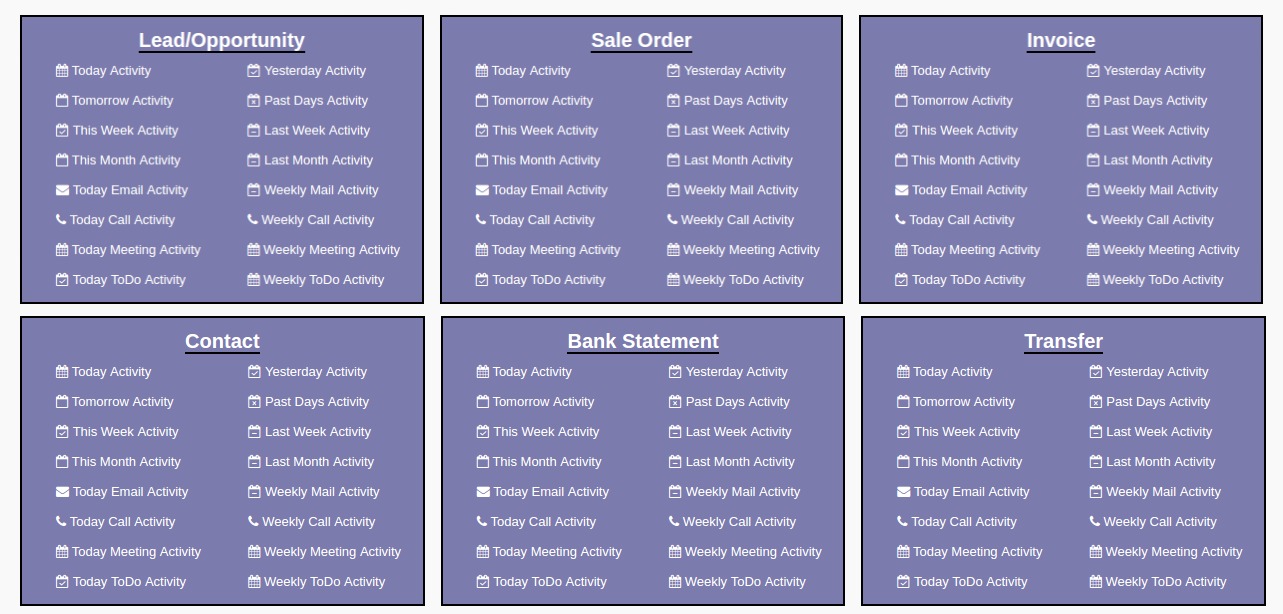 Lead/Opportunity
Today Activity Yesterday Activity
Tomorrow Activity Past Days Activity
This Week Activity Last Week Activity
This Month Activity Last Month Activity
Today Email Activity Weekly Mail Activity
Today Call Activity Weekly Call Activity
Today Meeting Activity Weekly Meeting Activity
Today ToDo Activity Weekly ToDo Activity
Sale Order
Today Activity Yesterday Activity
Tomorrow Activity Past Days Activity
This Week Activity Last Week Activity
This Month Activity Last Month Activity
Today Email Activity Weekly Mail Activity
Today Call Activity Weekly Call Activity
Today Meeting Activity Weekly Meeting Activity
Today ToDo Activity Weekly ToDo Activity
Invoice
Today Activity Yesterday Activity
Tomorrow Activity Past Days Activity
This Week Activity Last Week Activity
This Month Activity Last Month Activity
Today Email Activity Weekly Mail Activity
Today Call Activity Weekly Call Activity
Today Meeting Activity Weekly Meeting Activity
Today ToDo Activity Weekly ToDo Activity
Contact
Today Activity Yesterday Activity
Tomorrow Activity Past Days Activity
This Week Activity Last Week Activity
This Month Activity Last Month Activity
Today Email Activity Weekly Mail Activity
Today Call Activity Weekly Call Activity
Today Meeting Activity Weekly Meeting Activity
Today ToDo Activity Weekly ToDo Activity
Bank Statement
Today Activity Yesterday Activity
Tomorrow Activity Past Days Activity
This Week Activity Last Week Activity
This Month Activity Last Month Activity
Today Email Activity Weekly Mail Activity
Today Call Activity Weekly Call Activity
Today Meeting Activity Weekly Meeting Activity
Today ToDo Activity Weekly ToDo Activity
Transfer
Today Activity Yesterday Activity
Tomorrow Activity Past Days Activity
This Week Activity Last Week Activity
This Month Activity Last Month Activity
Today Email Activity Weekly Mail Activity
Today Call Activity Weekly Call Activity
Today Meeting Activity Weekly Meeting Activity
Today ToDo Activity Weekly ToDo Activity